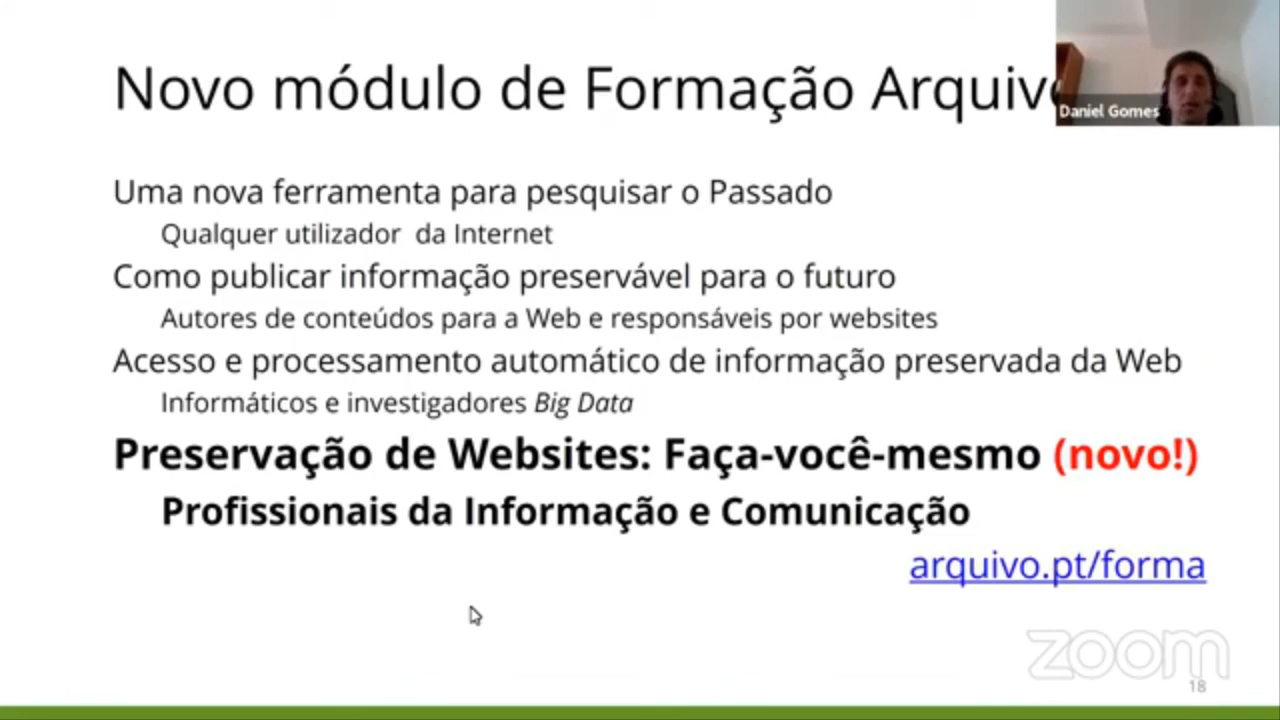 Novo módulo de Formação Arquivo
Daniel Gomes
Uma nova ferramenta para pesquisar o Passado
Qualquer utilizador da Internet
Como publicar informação preservável para o futuro
Autores de conteúdos para a Web e responsáveis por websites
Acesso e processamento automático de informação preservada da Web
Informáticos e investigadores Big Data
Preservação de Websites: Faça-você-mesmo (novo!)
Profissionais da Informação e Comunicação
arquivo.pt/forma
zoom
18